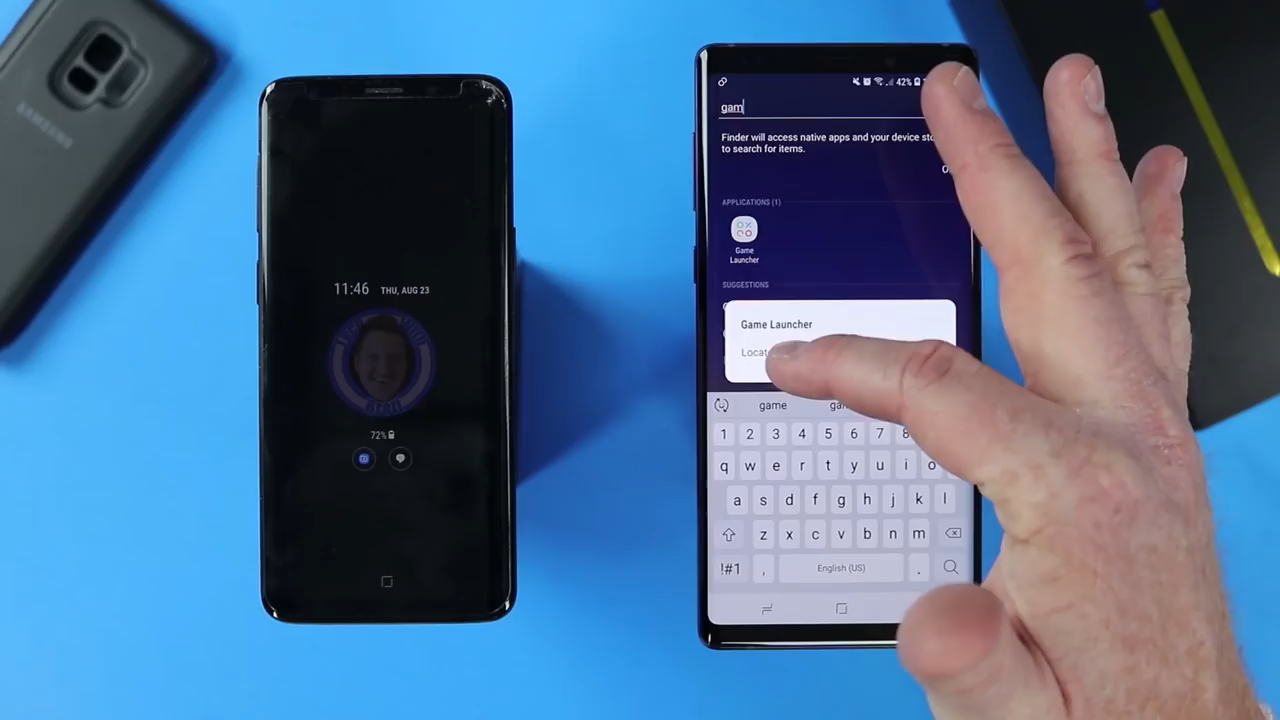 SAMSUNG
11:46 THU, AUG 23
72%
42%
gam
Finder will access native apps and your device
to search for items.
APPLICATIONS (1)
Game
Launcher
SUGGESTIONS
Game Launcher
game
1 2 3 4 5 6 7 8
q w e r t y u i o
a s d f g h j k l
z x c v b n m
!#1 , English (US) .